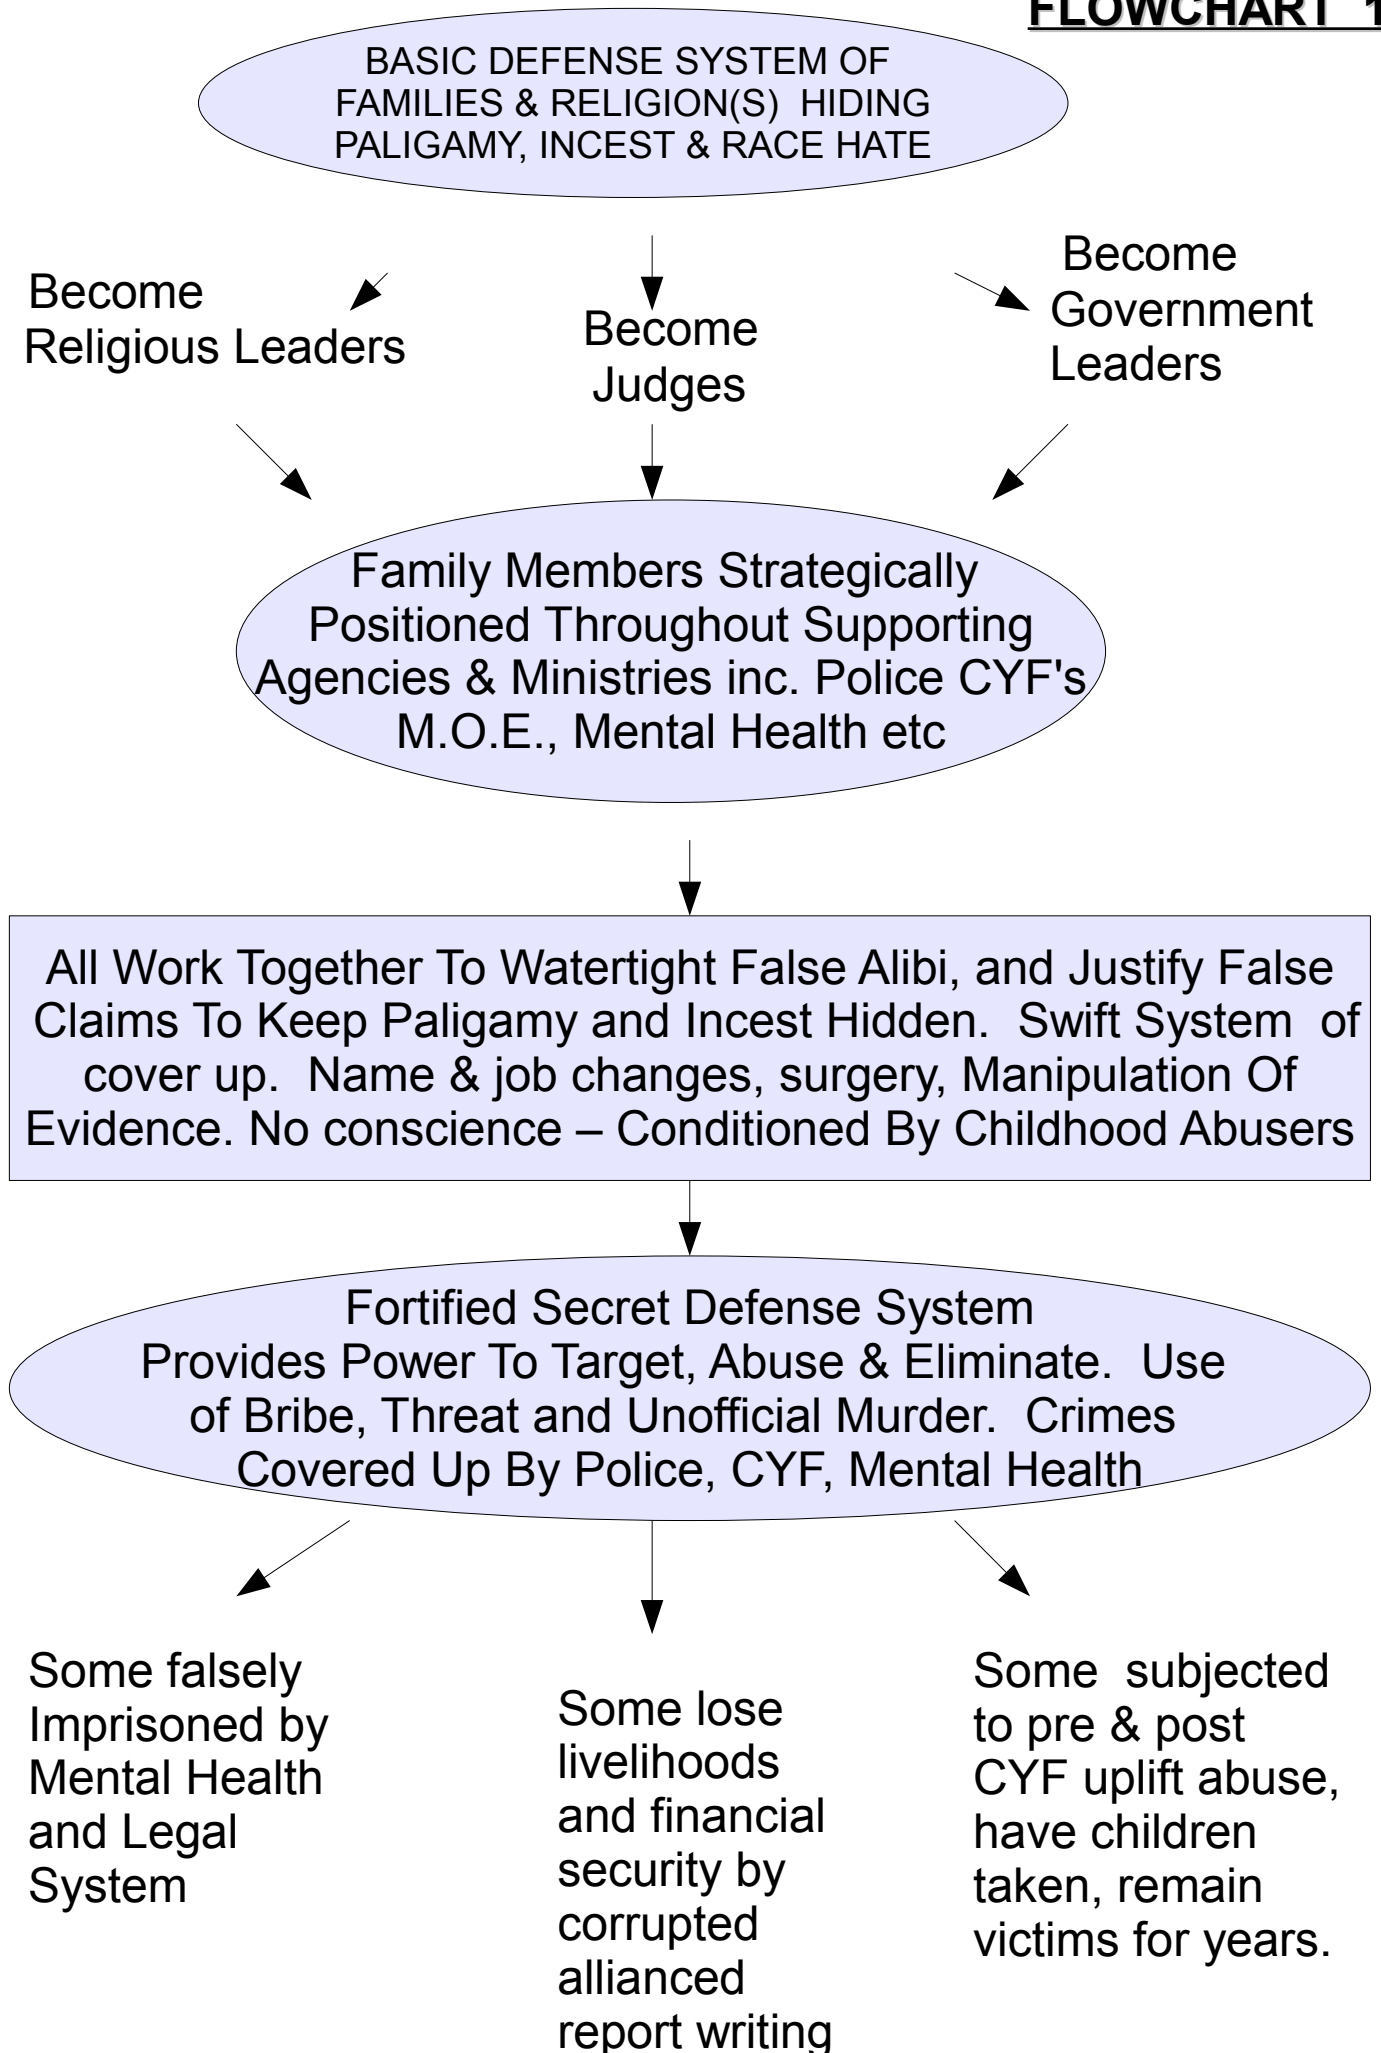 FLOWCHART 1
BASIC DEFENSE SYSTEM OF
FAMILIES & RELIGION(S) HIDING
PALIGAMY, INCEST & RACE HATE
Become
Religious Leaders
Become
Judges
Become
Government
Leaders
Family Members Strategically
Positioned Throughout Supporting
Agencies & Ministries inc. Police CYF's
M.O.E., Mental Health etc
All Work Together To Watertight False Alibi, and Justify False
Claims To Keep Paligamy and Incest Hidden. Swift System of
cover up. Name & job changes, surgery, Manipulation Of
Evidence. No conscience – Conditioned By Childhood Abusers
Fortified Secret Defense System
Provides Power To Target, Abuse & Eliminate. Use
of Bribe, Threat and Unofficial Murder. Crimes
Covered Up By Police, CYF, Mental Health
Some falsely
Imprisoned by
Mental Health
and Legal
System
Some lose
livelihoods
and financial
security by
corrupted
allianced
report writing
Some subjected
to pre & post
CYF uplift abuse,
have children
taken, remain
victims for years.